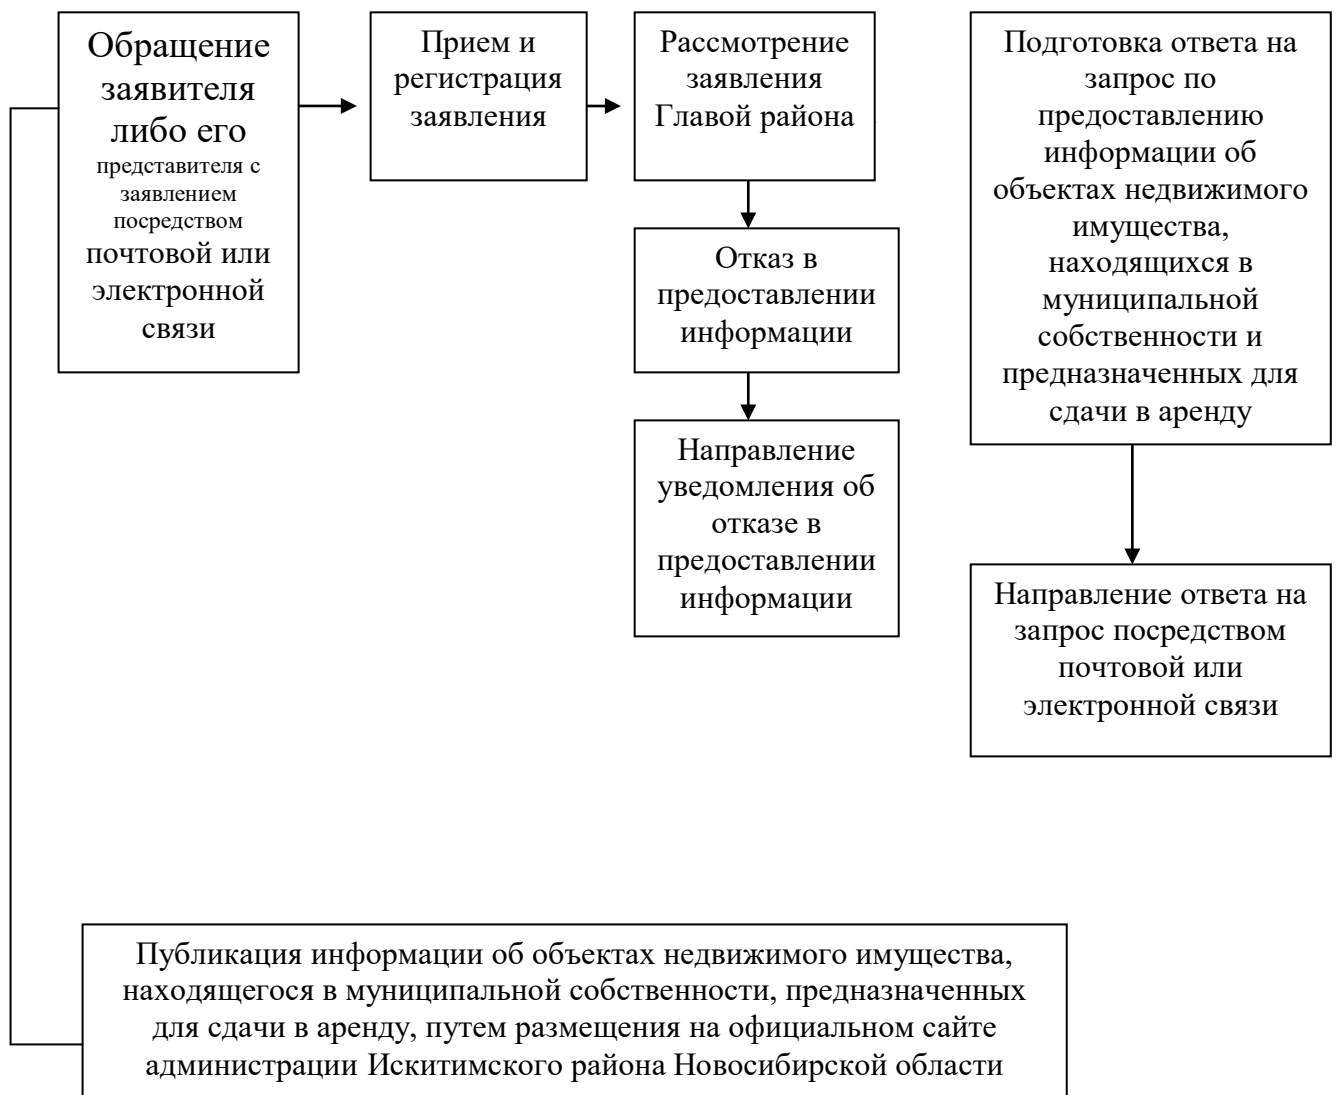 Обращение
заявителя
либо его
представителя с
заявлением
посредством
почтовой или
электронной
связи
Прием и
регистрация
заявления
Рассмотрение
заявления
Главой района
Отказ в
предоставлении
информации
Направление
уведомления об
отказе в
предоставлении
информации
Подготовка ответа на
запрос по
предоставлению
информации об
объектах недвижимого
имущества,
находящихся в
муниципальной
собственности и
предназначенных для
сдачи в аренду
Направление ответа на
запрос посредством
почтовой или
электронной связи
Публикация информации об объектах недвижимого имущества,
находящегося в муниципальной собственности, предназначенных
для сдачи в аренду, путем размещения на официальном сайте
администрации Искитимского района Новосибирской области